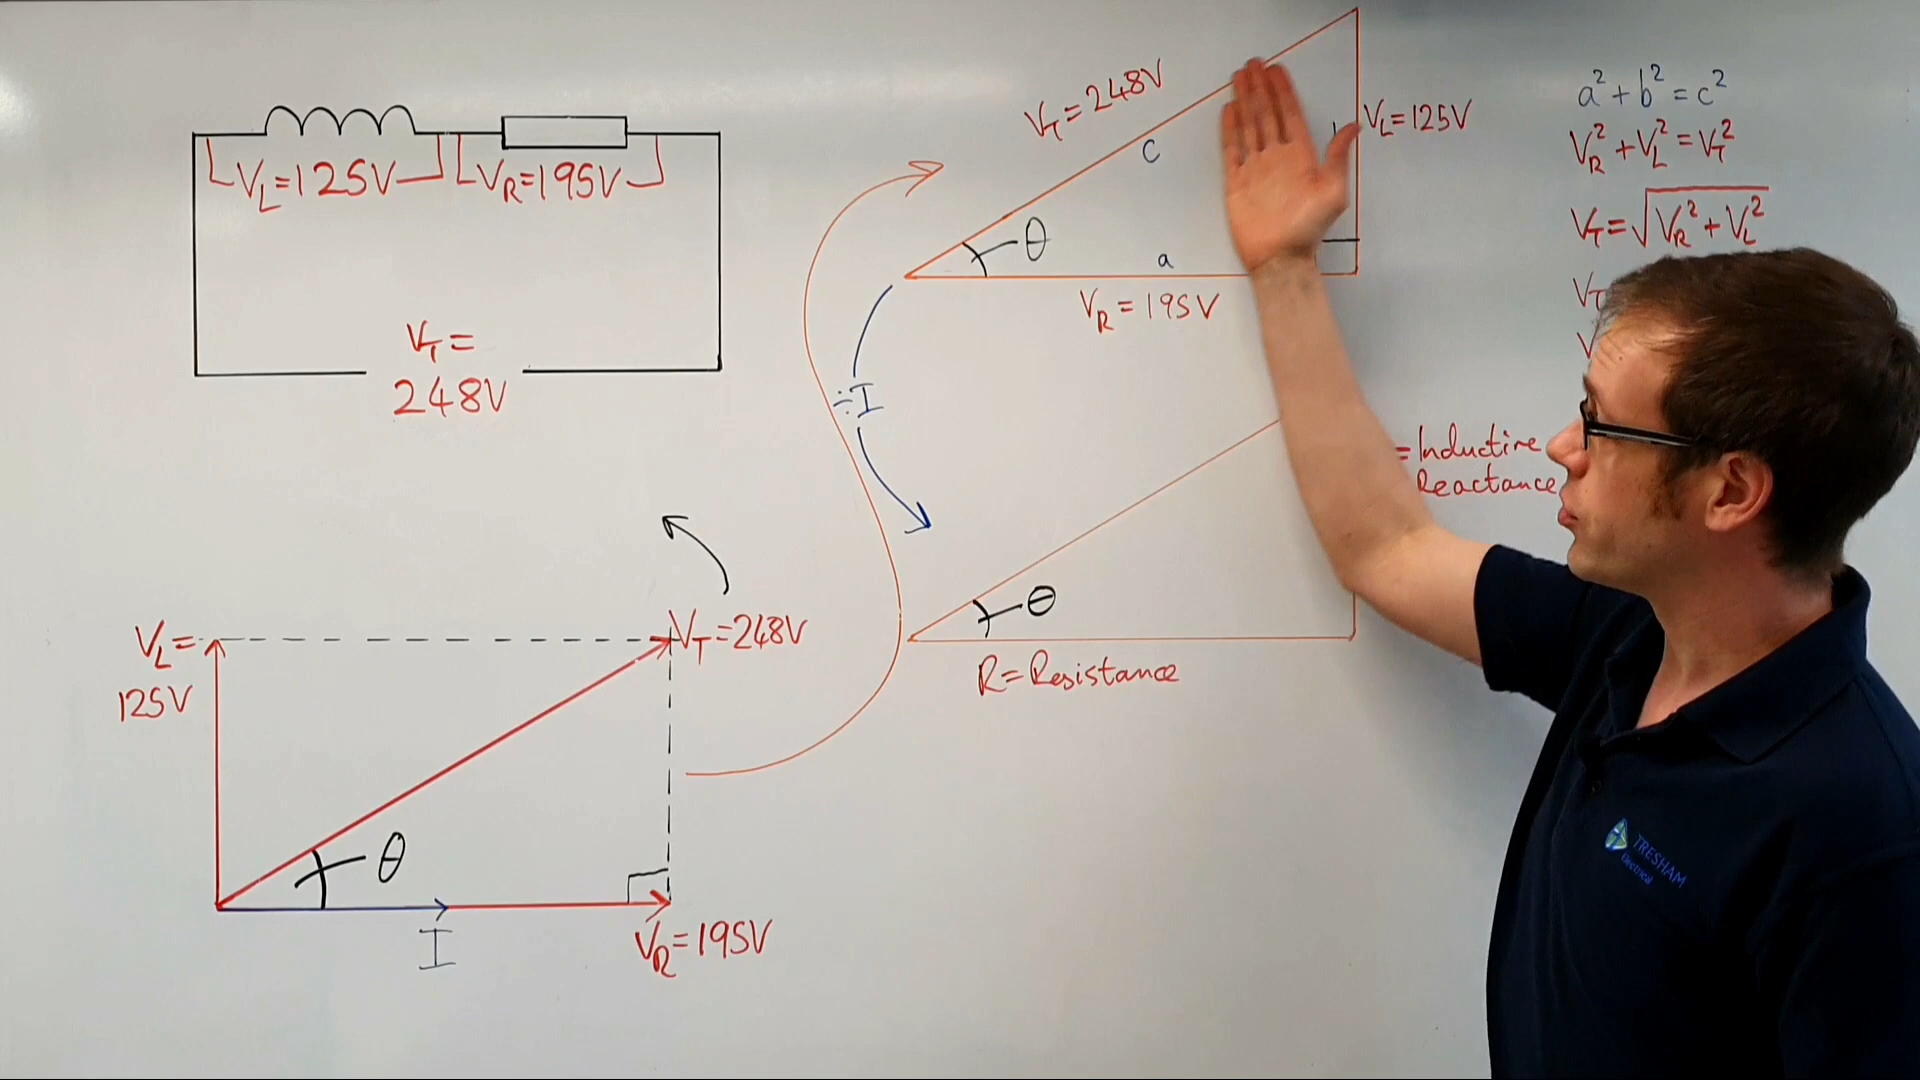 V_L=125V
V_R=195V
V_T=
248V
V_L=
125V
V_T=248V
θ
I
V_R=195V
V_T=248V
c
θ
a
V_R=195V
V_L=125V
÷I
θ
R=Resistance
=Inductive
Reactance
a²+b²=c²
V_R²+V_L²=V_T²
V_T=√V_R²+V_L²
V_T
V
TRESHAM
Electrical